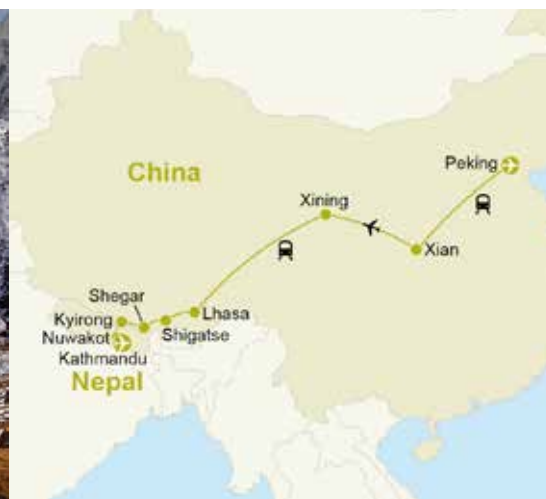 Peking
China
Xining
Xian
Shegar
Lhasa
Kyirong
Shigatse
Nuwakot
Kathmandu
Nepal